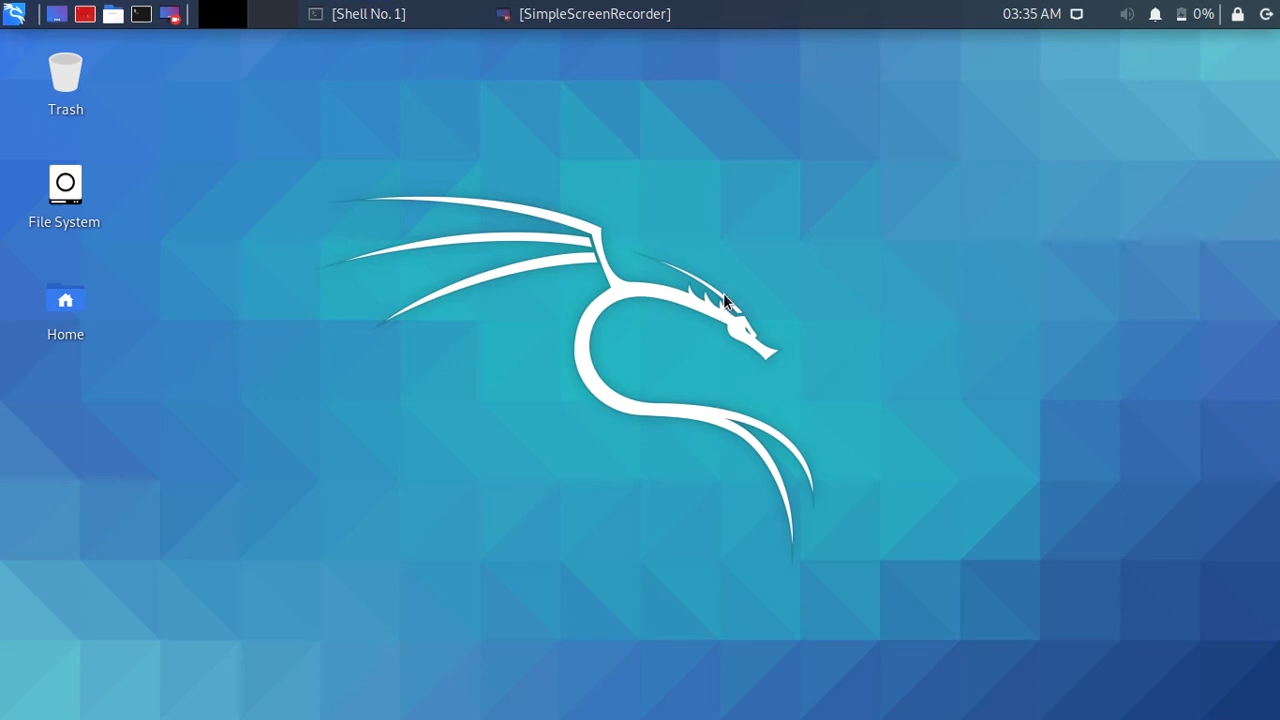 [Shell No. 1]
[SimpleScreenRecorder]
03:35 AM
0%
Trash
File System
Home